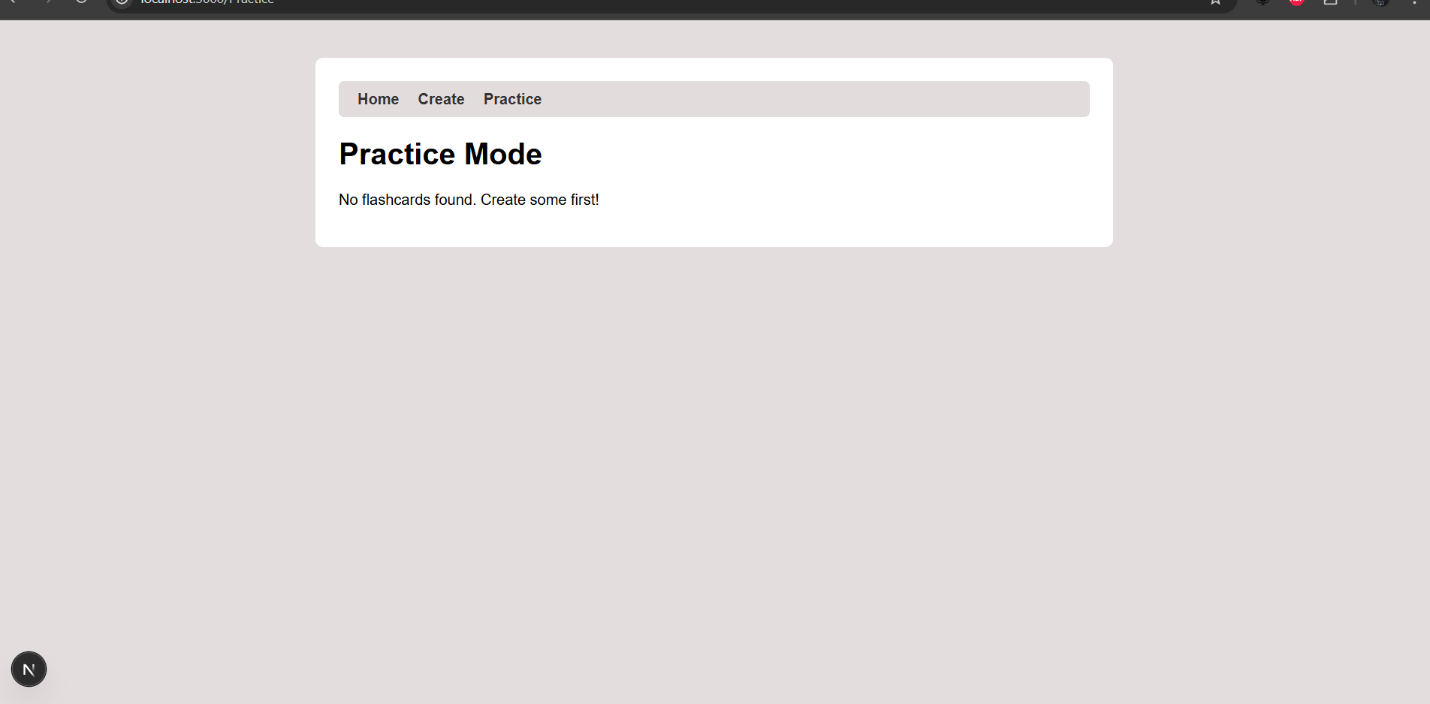 Home Create Practice
Practice Mode
No flashcards found. Create some first!
N